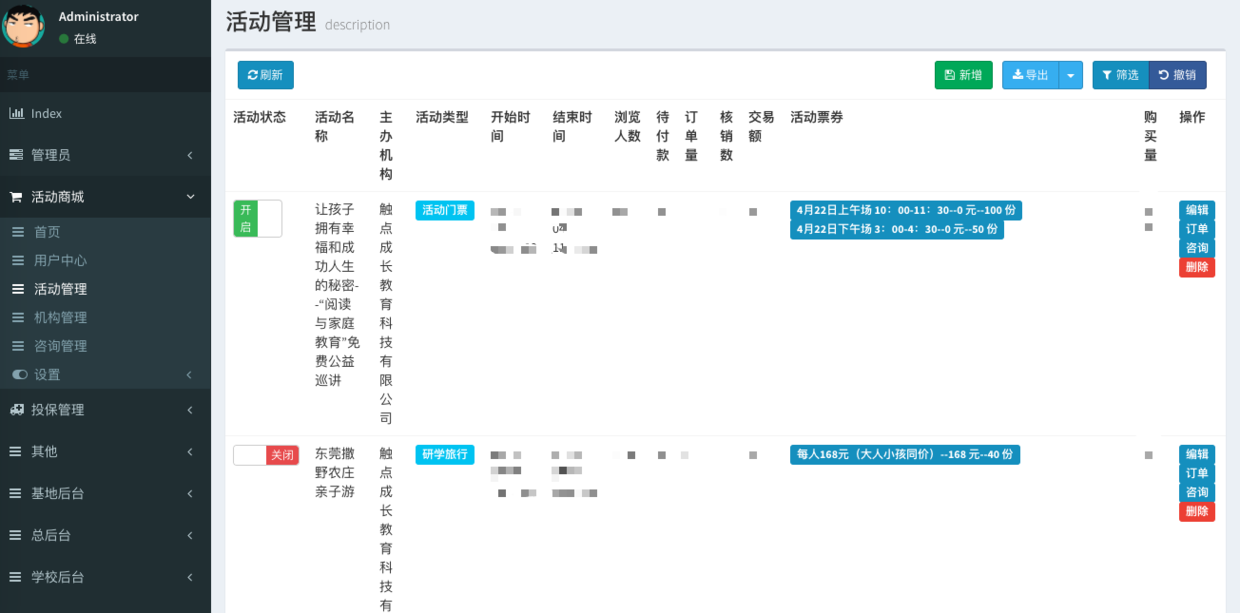 Administrator
在线
菜单
Index
管理员
活动商城
首页
用户中心
活动管理
机构管理
咨询管理
设置
投保管理
其他
基地后台
总后台
学校后台
活动管理 description
刷新
新增
导出
筛选
撤销
活动状态
活动名
称
主
办
机
构
活动类型
开始时
间
结束时
间
浏览
人数
待
付
款
订
单
量
核
销
数
交易
额
活动票券
购
买
量
操作
开
启
让孩子
拥有幸
福和成
功人生
的秘密-
-“阅读
与家庭
教育”免
费公益
巡讲
触
点
成
长
教
育
科
技
有
限
公
司
活动门票
4月22日上午场 10：00-11：30--0 元--100 份
4月22日下午场 3：00-4：30--0 元--50 份
编辑
订单
咨询
删除
关闭
东莞撒
野农庄
亲子游
触
点
成
长
教
育
科
技
有
研学旅行
每人168元（大人小孩同价）--168 元--40 份
编辑
订单
咨询
删除